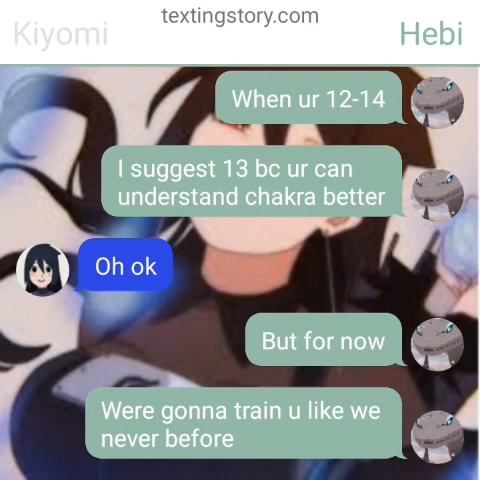 textingstory.com
Kiyomi
Hebi
When ur 12-14
I suggest 13 bc ur can
understand chakra better
Oh ok
But for now
Were gonna train u like we
never before